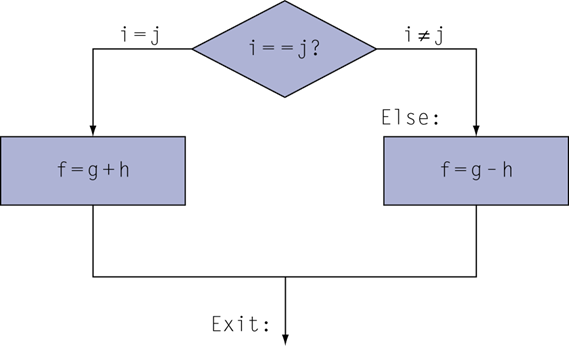 i=j
i==j?
i≠j
Else:
f=g+h
f=g-h
Exit: